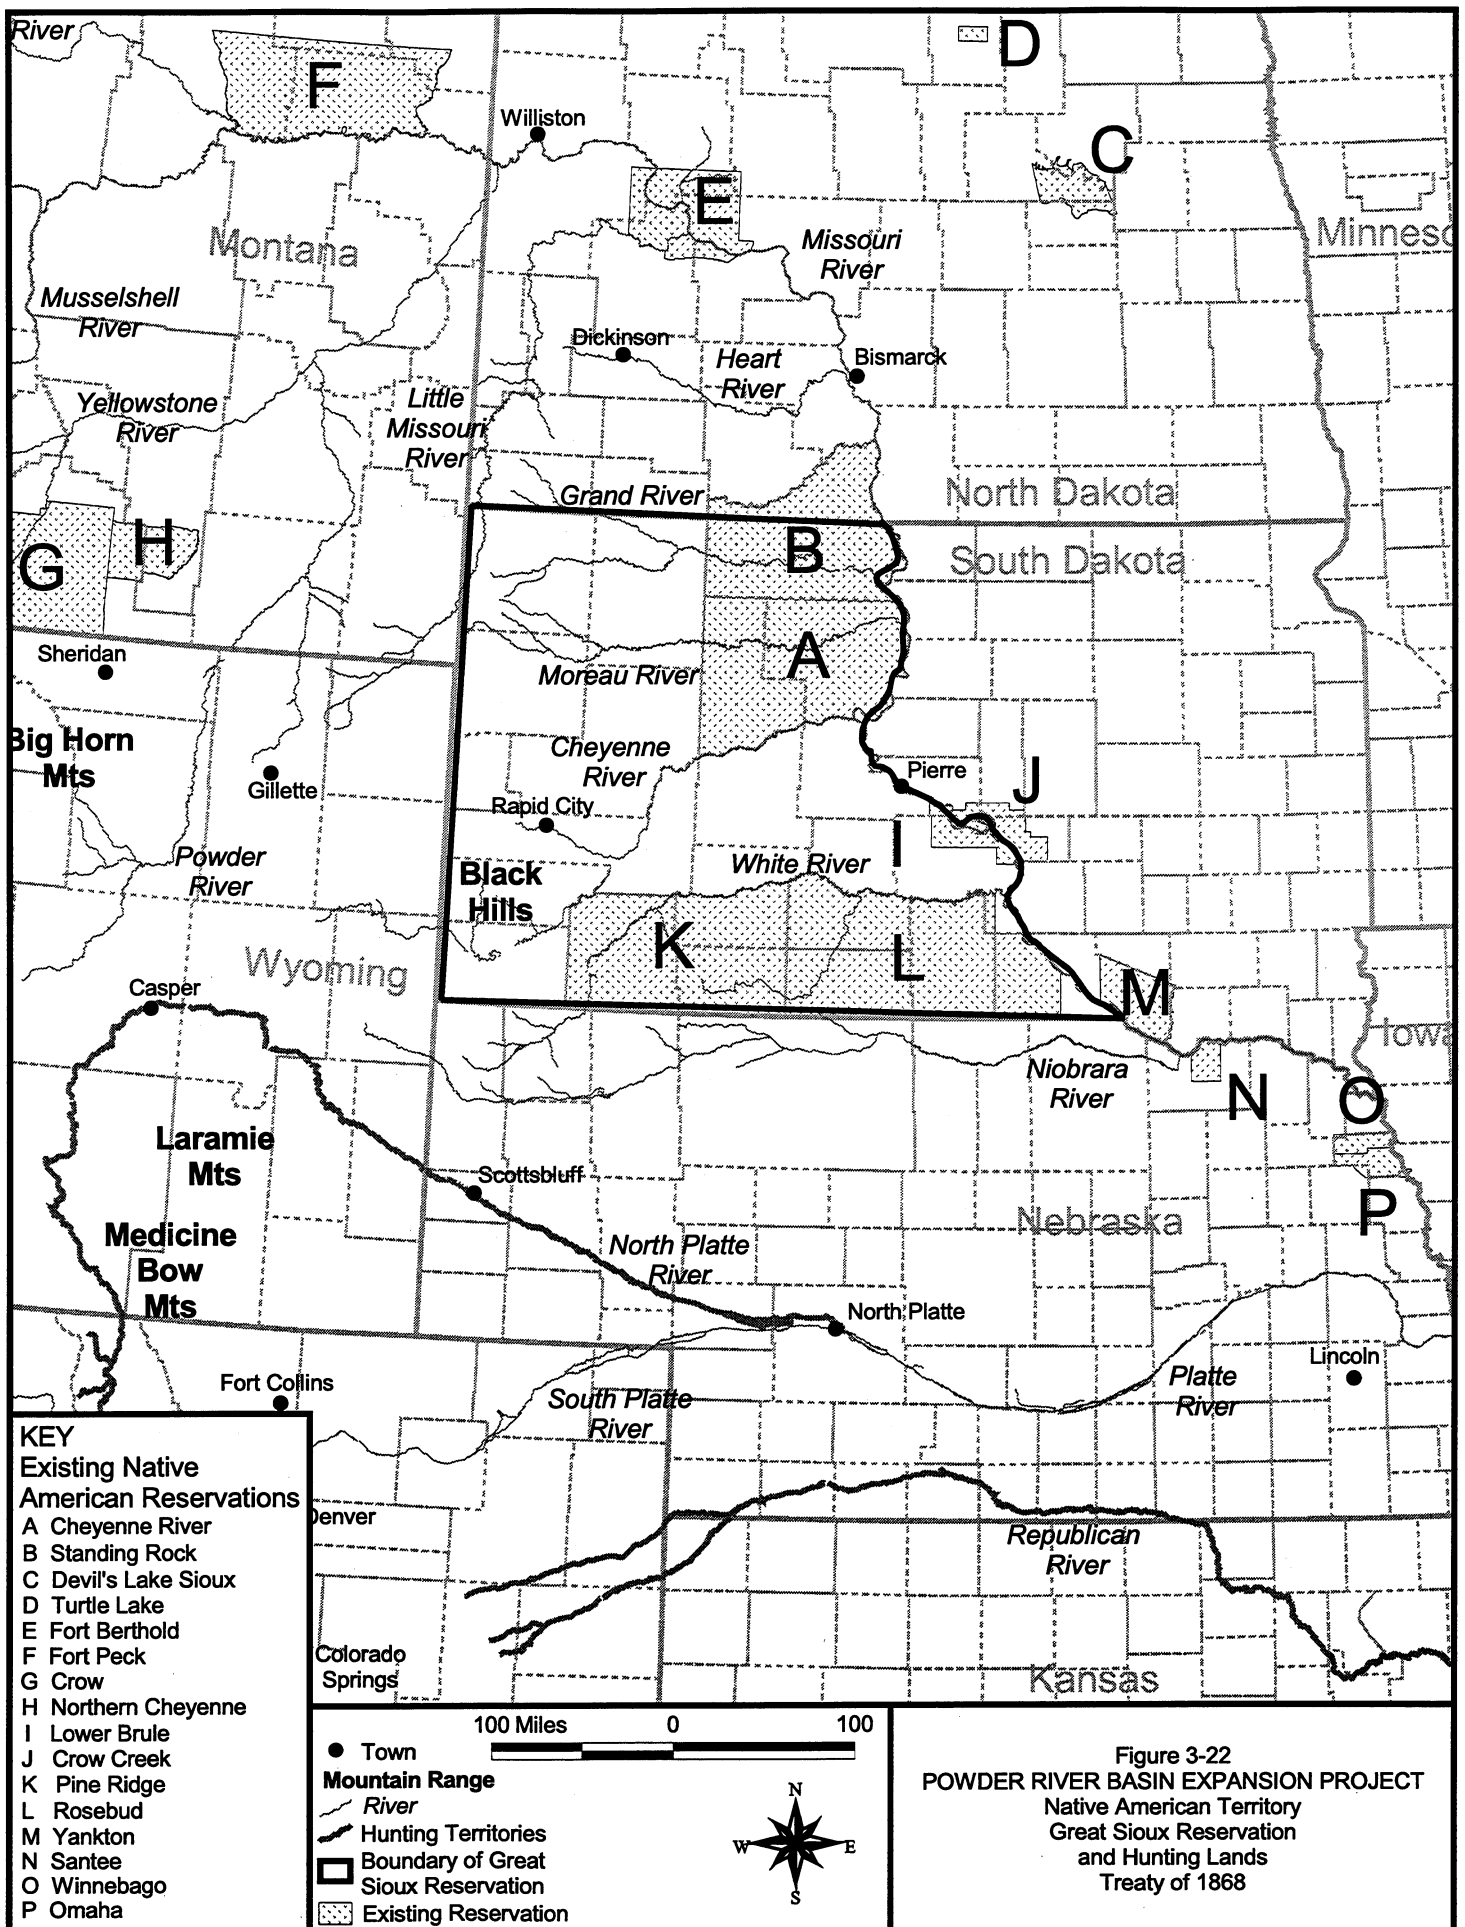 River
F
D
Williston
C
E
Montana
Missouri
River
Minneso
Musselshell
River
Dickinson
Heart
River
Bismarck
Yellowstone
River
Little
Missouri
River
Grand River
North Dakota
G
H
B
South Dakota
Sheridan
A
Moreau River
Big Horn
Mts
Cheyenne
River
Gillette
Pierre
J
Rapid City
I
Powder
River
White River
Black
Hills
K
L
Wyoming
M
Casper
Iowa
Niobrara
River
N
O
Laramie
Mts
Scottsbluff
P
Nebraska
Medicine
Bow
Mts
North Platte
River
North Platte
Lincoln
Fort Collins
South Platte
River
Platte
River
Denver
Republican
River
Colorado
Springs
Kansas
KEY
Existing Native
American Reservations
A Cheyenne River
B Standing Rock
C Devil's Lake Sioux
D Turtle Lake
E Fort Berthold
F Fort Peck
G Crow
H Northern Cheyenne
I Lower Brule
J Crow Creek
K Pine Ridge
L Rosebud
M Yankton
N Santee
O Winnebago
P Omaha
100 Miles 0 100
Town
Mountain Range
River
Hunting Territories
Boundary of Great
Sioux Reservation
Existing Reservation
N
W E
S
Figure 3-22
POWDER RIVER BASIN EXPANSION PROJECT
Native American Territory
Great Sioux Reservation
and Hunting Lands
Treaty of 1868